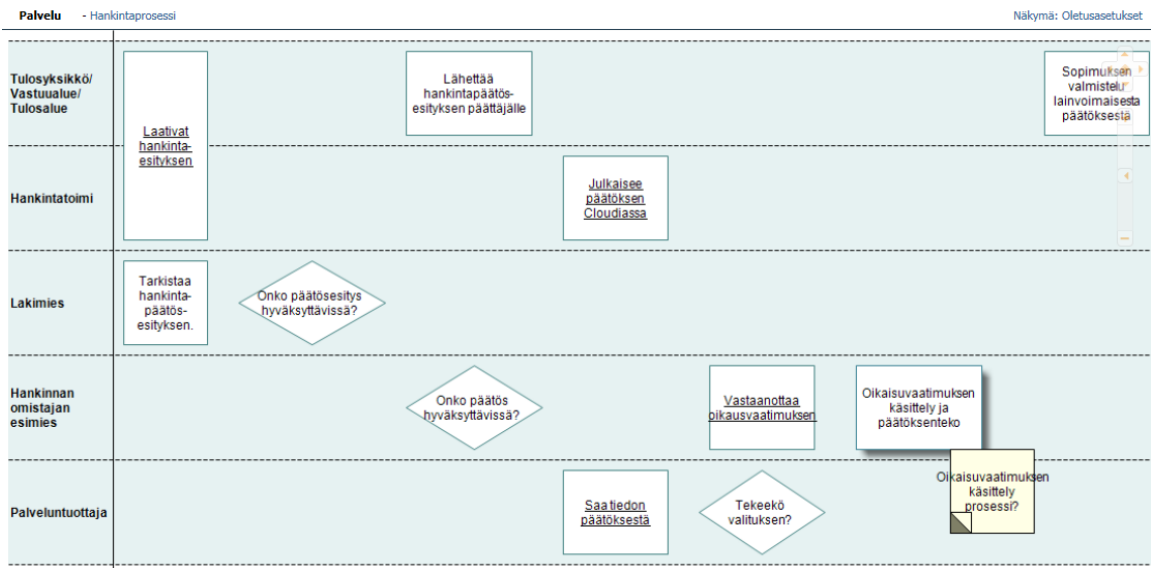 Palvelu - Hankintaprosessi
Näkymä: Oletusasetukset
Tulosyksikkö/
Vastuualue/
Tulosalue
Laativat
hankinta-
esityksen
Lähettää
hankintapäätös-
esityksen päättäjälle
Sopimuksen
valmistelu
lainvoimaisesta
päätöksestä
Hankintatoimi
Julkaisee
päätöksen
Cloudiassa
Lakimies
Tarkistaa
hankinta-
päätös-
esityksen.
Onko päätösesitys
hyväksyttävissä?
Hankinnan
omistajan
esimies
Onko päätös
hyväksyttävissä?
Vastaanottaa
oikausvaatimuksen
Oikaisuvaatimuksen
käsittely ja
päätöksenteko
Palveluntuottaja
Saa tiedon
päätöksestä
Tekeekö
valituksen?
Oikaisuvaatimuksen
käsittely
prosessi?